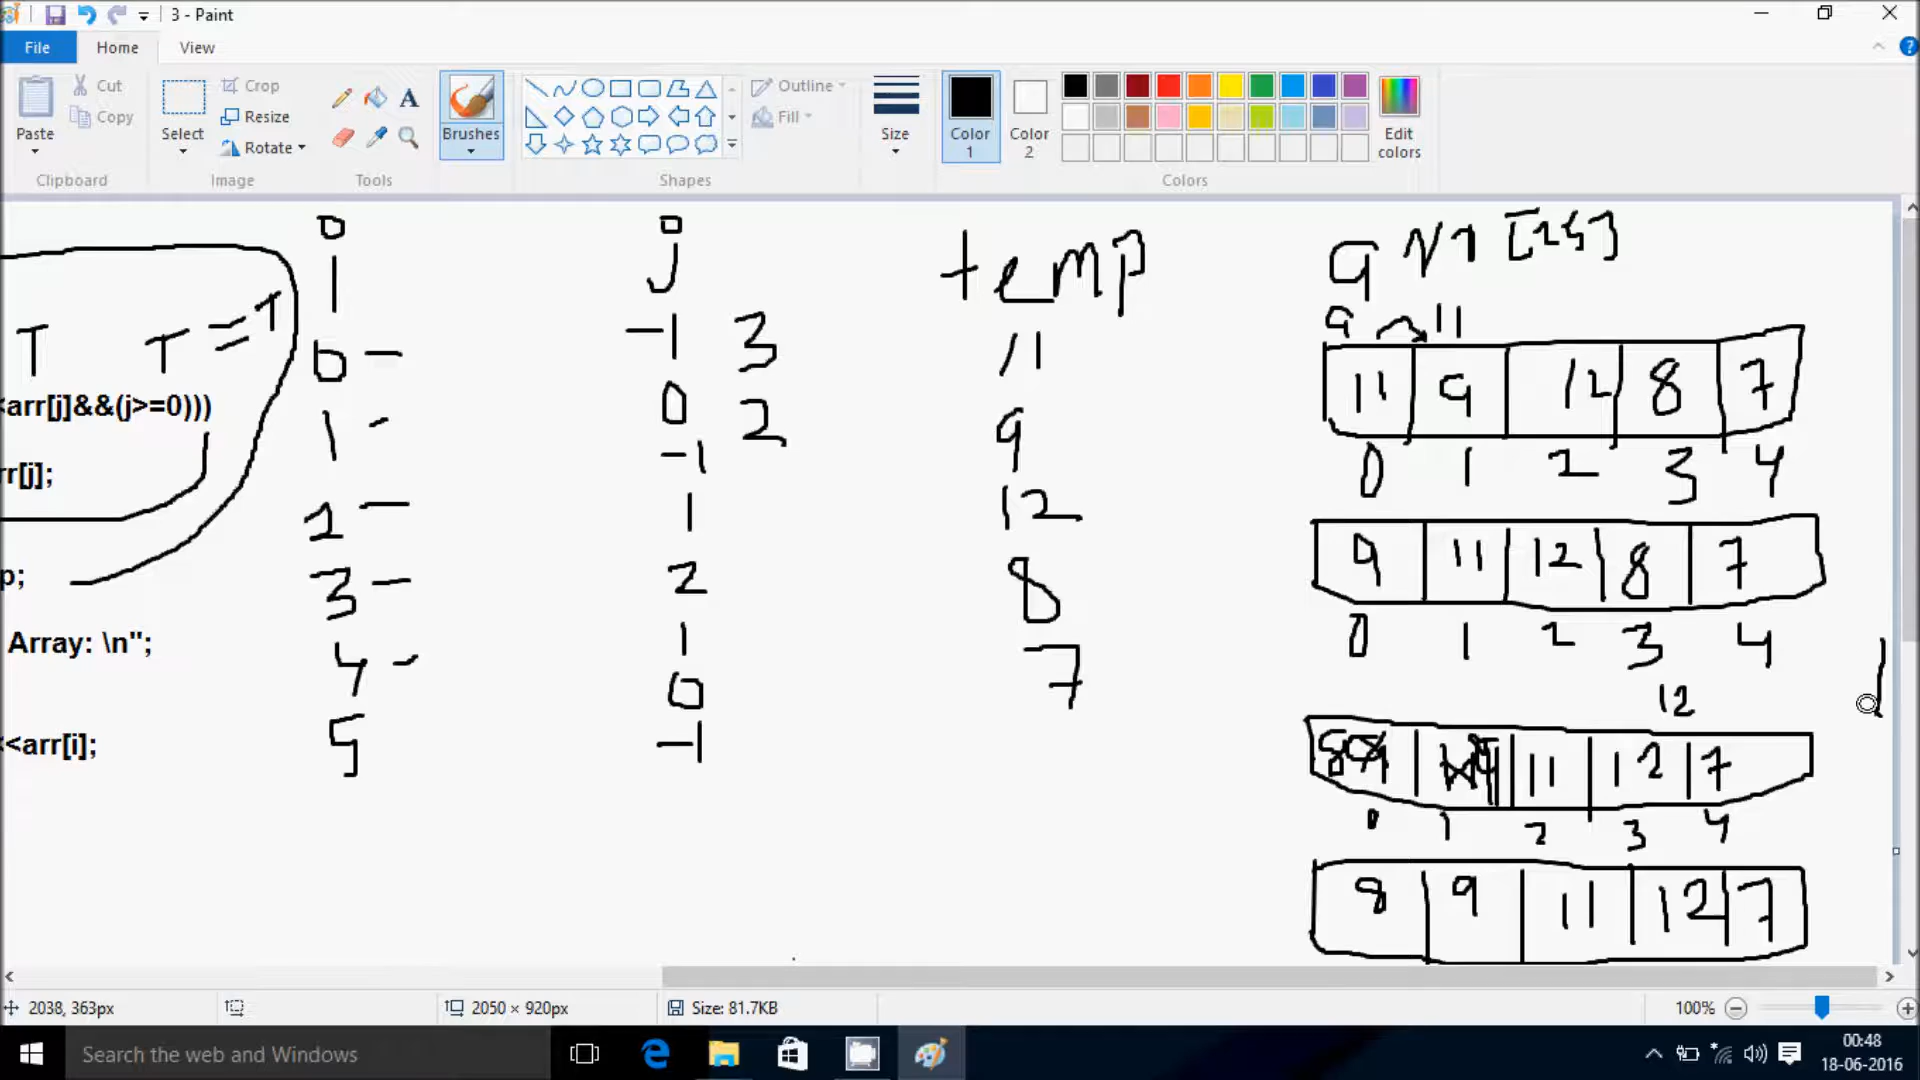 3 - Paint
File Home View
Paste
Cut
Copy
Clipboard
Select
Crop
Resize
Rotate
Image
A
Tools
Brushes
Outline
Fill
Shapes
Size
Color 1
Color 2
Edit colors
Colors
T T = T
<arr[j]&&(j>=0)))
rr[j];
p;
Array: \n";
<<arr[i];
i
0 -
1 -
2 -
3 -
4 -
5
j
-1 3
0 2
-1
1
2
1
0
-1
temp
11
9
12
8
7
9 11
11 9 12 8 7
0 1 2 3 4
9 11 12 8 7
0 1 2 3 4
12
8 11 12 7
0 1 2 3 4
8 9 11 12 7
2038, 363px
2050 × 920px
Size: 81.7KB
100%
Search the web and Windows
00:48
18-06-2016